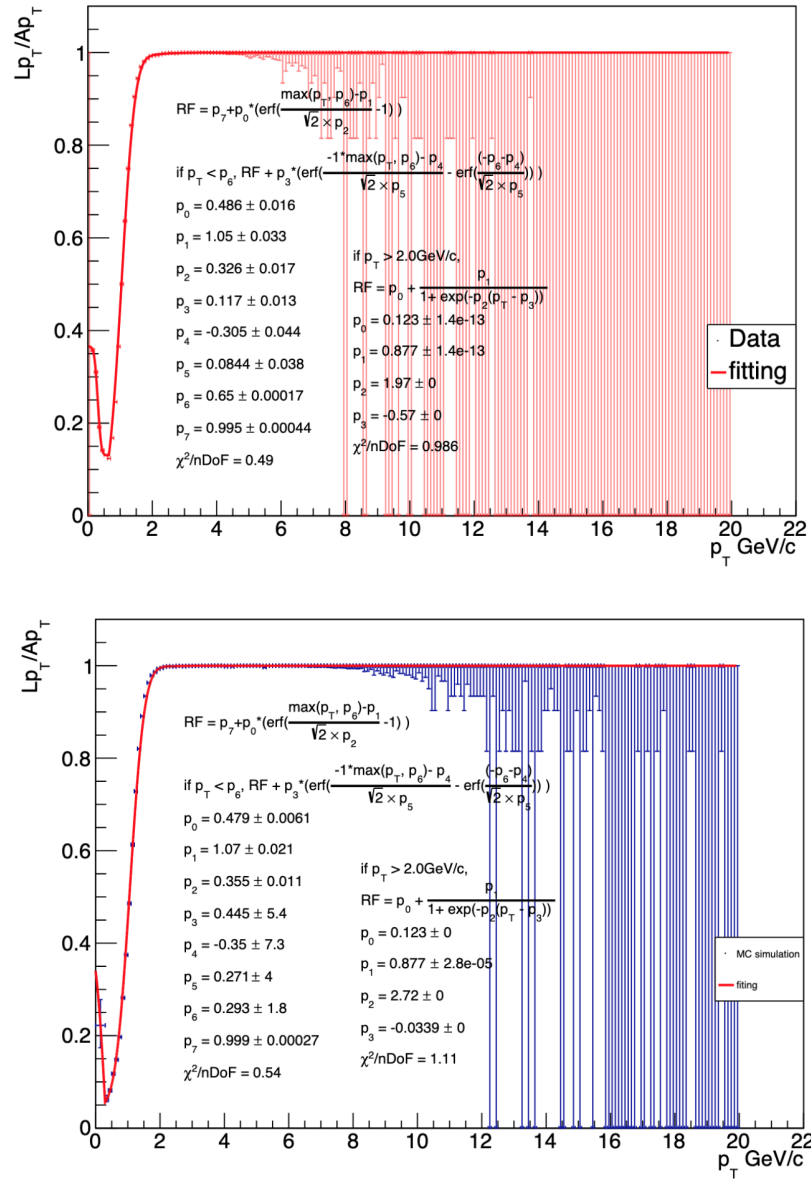 Lp_T/Ap_T
1
0.8
0.6
0.4
0.2
0
RF = p_7+p_0*(erf(\frac{max(p_T, p_6)-p_1}{√2 × p_2} -1) )
if p_T < p_6, RF + p_3*(erf(\frac{-1*max(p_T, p_6)- p_4}{√2 × p_5} - erf(\frac{(-p_6-p_4)}{√2 × p_5})) )
p_0 = 0.486 ± 0.016
p_1 = 1.05 ± 0.033
p_2 = 0.326 ± 0.017
p_3 = 0.117 ± 0.013
p_4 = -0.305 ± 0.044
p_5 = 0.0844 ± 0.038
p_6 = 0.65 ± 0.00017
p_7 = 0.995 ± 0.00044
χ²/nDoF = 0.49
if p_T > 2.0GeV/c,
RF = p_0 + \frac{p_1}{1+ exp(-p_2(p_T - p_3))}
p_0 = 0.123 ± 1.4e-13
p_1 = 0.877 ± 1.4e-13
p_2 = 1.97 ± 0
p_3 = -0.57 ± 0
χ²/nDoF = 0.986
Data
fitting
0 2 4 6 8 10 12 14 16 18 20 22
p_T GeV/c
Lp_T/Ap_T
1
0.8
0.6
0.4
0.2
0
RF = p_7+p_0*(erf(\frac{max(p_T, p_6)-p_1}{√2 × p_2} -1) )
if p_T < p_6, RF + p_3*(erf(\frac{-1*max(p_T, p_6)- p_4}{√2 × p_5} - erf(\frac{(-p_6-p_4)}{√2 × p_5})) )
p_0 = 0.479 ± 0.0061
p_1 = 1.07 ± 0.021
p_2 = 0.355 ± 0.011
p_3 = 0.445 ± 5.4
p_4 = -0.35 ± 7.3
p_5 = 0.271 ± 4
p_6 = 0.293 ± 1.8
p_7 = 0.999 ± 0.00027
χ²/nDoF = 0.54
if p_T > 2.0GeV/c,
RF = p_0 + \frac{p_1}{1+ exp(-p_2(p_T - p_3))}
p_0 = 0.123 ± 0
p_1 = 0.877 ± 2.8e-05
p_2 = 2.72 ± 0
p_3 = -0.0339 ± 0
χ²/nDoF = 1.11
MC simulation
fitting
0 2 4 6 8 10 12 14 16 18 20 22
p_T GeV/c